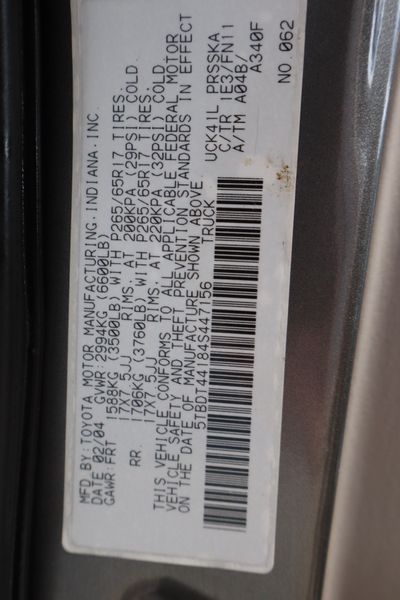 MFD.BY:TOYOTA MOTOR MANUFACTURING.INDIANA.INC.
DATE 02/04 GVWR:2994KG (6600LB)
GAWR:FRT 1588KG (3500LB) WITH P265/65R17 TIRES.
17X7.5JJ RIMS. AT 200KPA (29PSI) COLD
RR. 1706KG (3760LB) WITH P265/65R17 TIRES.
17X7.5JJ RIMS. AT 220KPA (32PSI) COLD
THIS VEHICLE CONFORMS TO ALL APPLICABLE FEDERAL MOTOR
VEHICLE SAFETY AND THEFT PREVENTION STANDARDS IN EFFECT
ON THE DATE OF MANUFACTURE SHOWN ABOVE
5TBDT44184S447156 TRUCK
UCK41L PRSSKA
C/TR 1E3/FN11
A/TM A04B/
A340F
NO.062